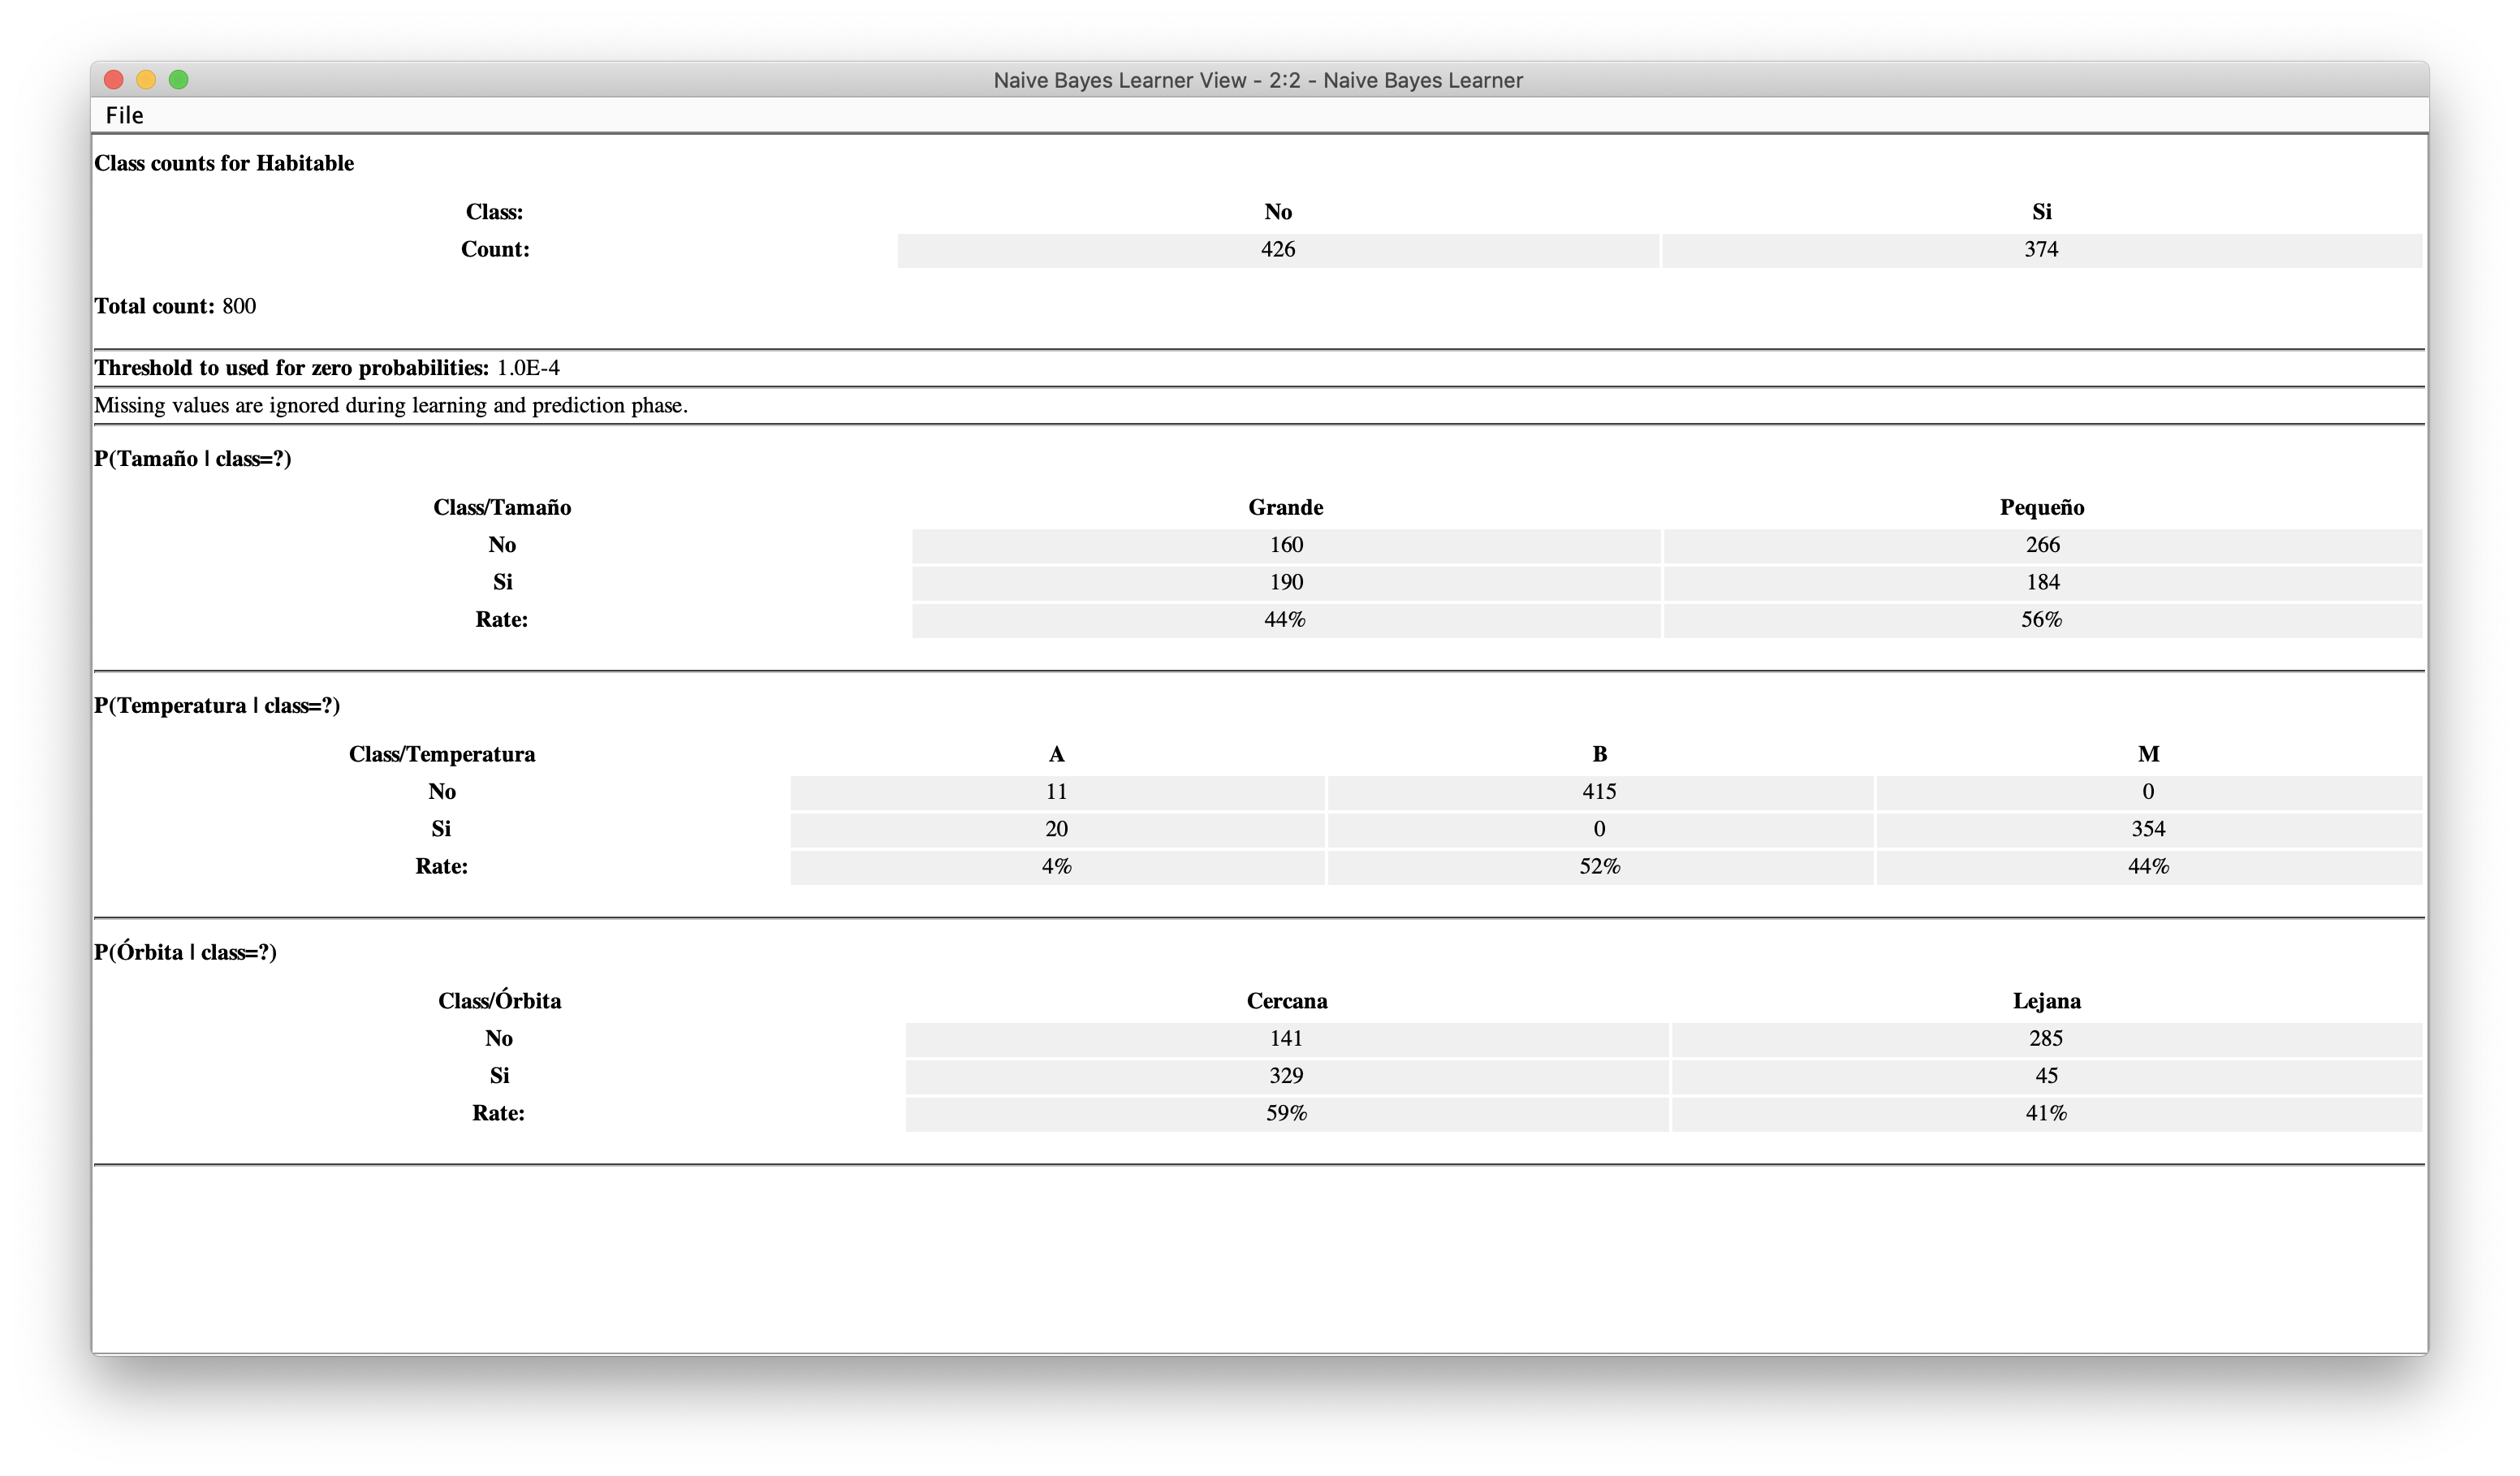 Naive Bayes Learner View - 2:2 - Naive Bayes Learner
File
Class counts for Habitable
Class: No Si
Count: 426 374
Total count: 800
Threshold to used for zero probabilities: 1.0E-4
Missing values are ignored during learning and prediction phase.
P(Tamaño | class=?)
Class/Tamaño Grande Pequeño
No 160 266
Si 190 184
Rate: 44% 56%
P(Temperatura | class=?)
Class/Temperatura A B M
No 11 415 0
Si 20 0 354
Rate: 4% 52% 44%
P(Órbita | class=?)
Class/Órbita Cercana Lejana
No 141 285
Si 329 45
Rate: 59% 41%